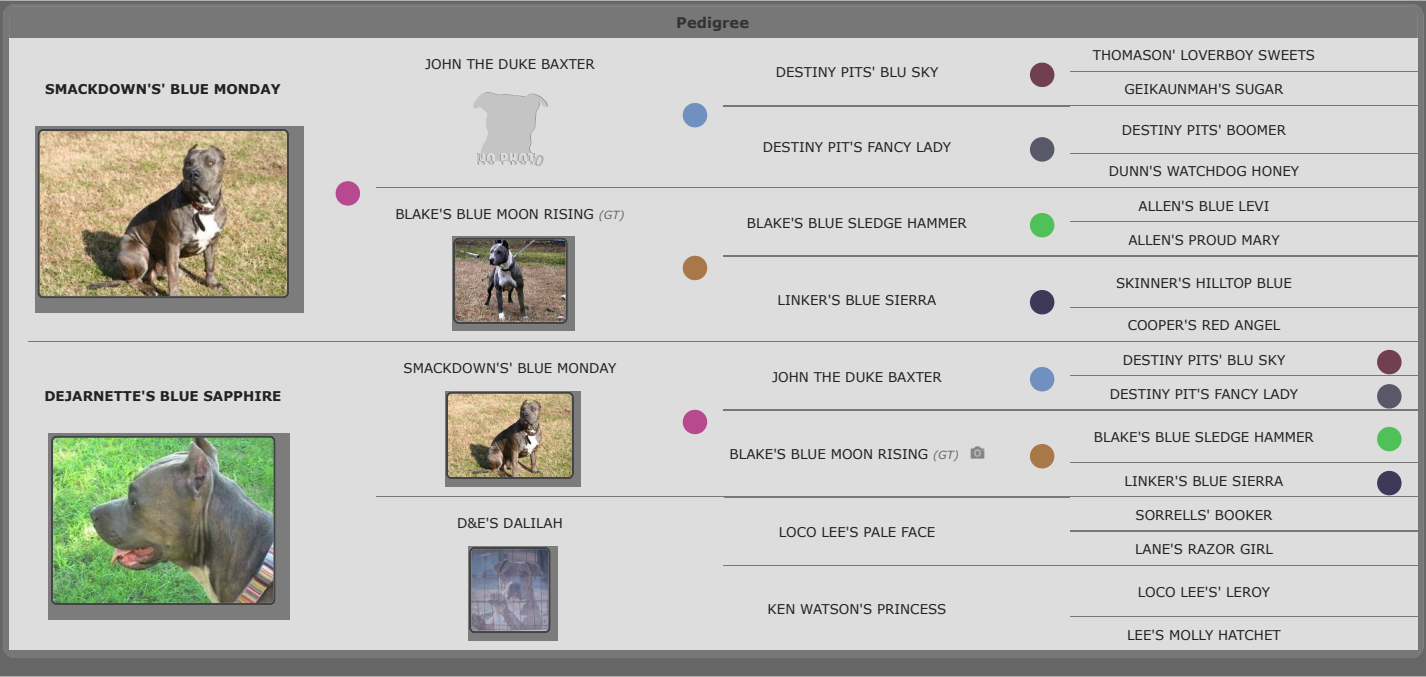 Pedigree
SMACKDOWN'S' BLUE MONDAY
JOHN THE DUKE BAXTER
NO PHOTO
BLAKE'S BLUE MOON RISING (GT)
DESTINY PITS' BLU SKY
DESTINY PIT'S FANCY LADY
BLAKE'S BLUE SLEDGE HAMMER
LINKER'S BLUE SIERRA
THOMASON' LOVERBOY SWEETS
GEIKAUNMAH'S SUGAR
DESTINY PITS' BOOMER
DUNN'S WATCHDOG HONEY
ALLEN'S BLUE LEVI
ALLEN'S PROUD MARY
SKINNER'S HILLTOP BLUE
COOPER'S RED ANGEL
DEJARNETTE'S BLUE SAPPHIRE
SMACKDOWN'S' BLUE MONDAY
D&E'S DALILAH
JOHN THE DUKE BAXTER
BLAKE'S BLUE MOON RISING (GT)
LOCO LEE'S PALE FACE
KEN WATSON'S PRINCESS
DESTINY PITS' BLU SKY
DESTINY PIT'S FANCY LADY
BLAKE'S BLUE SLEDGE HAMMER
LINKER'S BLUE SIERRA
SORRELLS' BOOKER
LANE'S RAZOR GIRL
LOCO LEE'S' LEROY
LEE'S MOLLY HATCHET